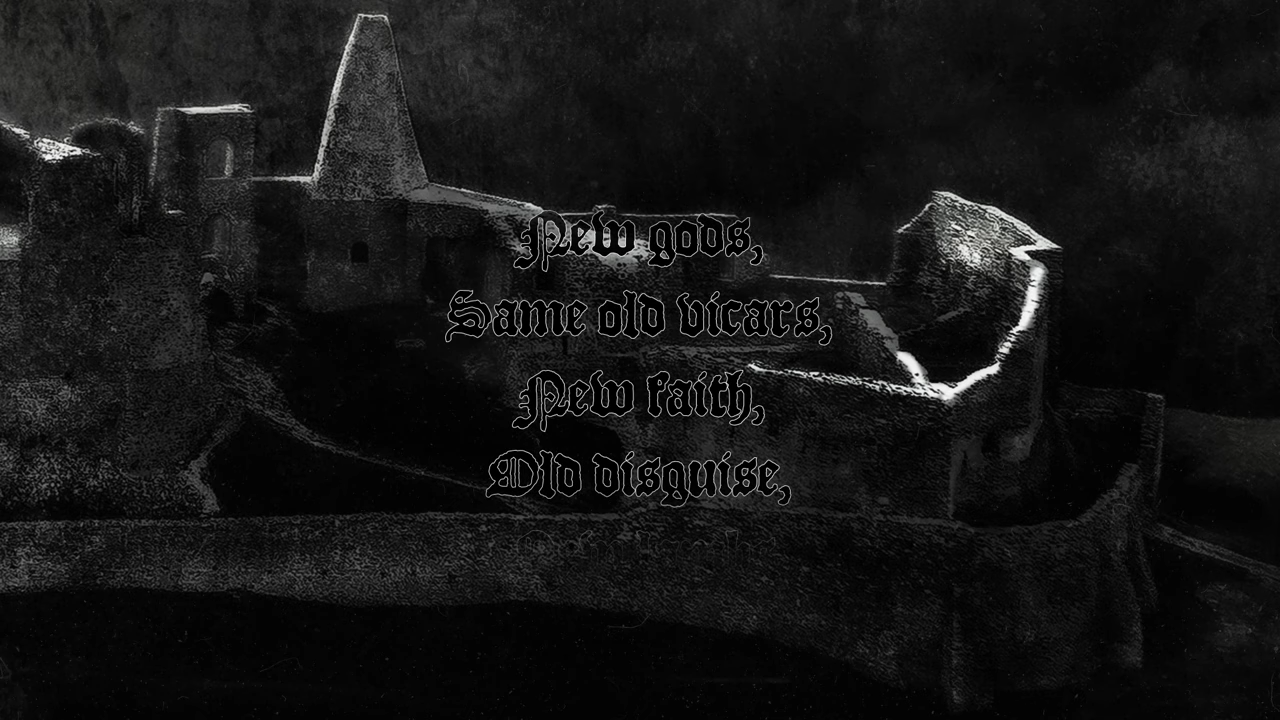 New gods,
Same old vicars,
New faith,
Old disguise,